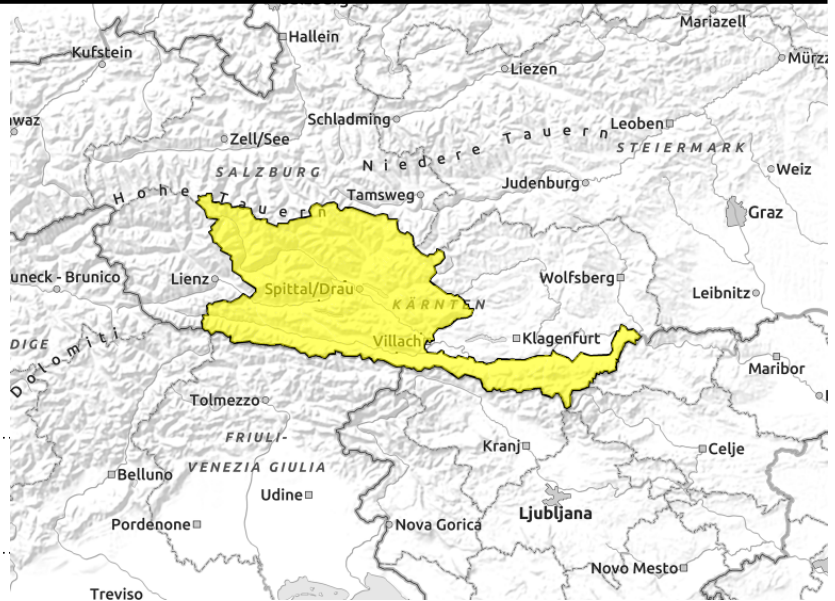 Mariazell
Hallein
Kufstein
Mürzz
Liezen
waz
Schladming
Leoben
Zell/See
Niedere Tauern
STEIERMARK
SALZBURG
Weiz
Judenburg
Hohe Tauern
Tamsweg
Graz
uneck - Brunico
Lienz
Wolfsberg
Spittal/Drau
Leibnitz
KÄRNTEN
Klagenfurt
Villach
DIGE
Dolomiti
Maribor
Tolmezzo
FRIULI-
VENEZIA GIULIA
Kranj
Celje
Belluno
Udine
Ljubljana
Pordenone
Nova Gorica
Novo Mesto
Treviso